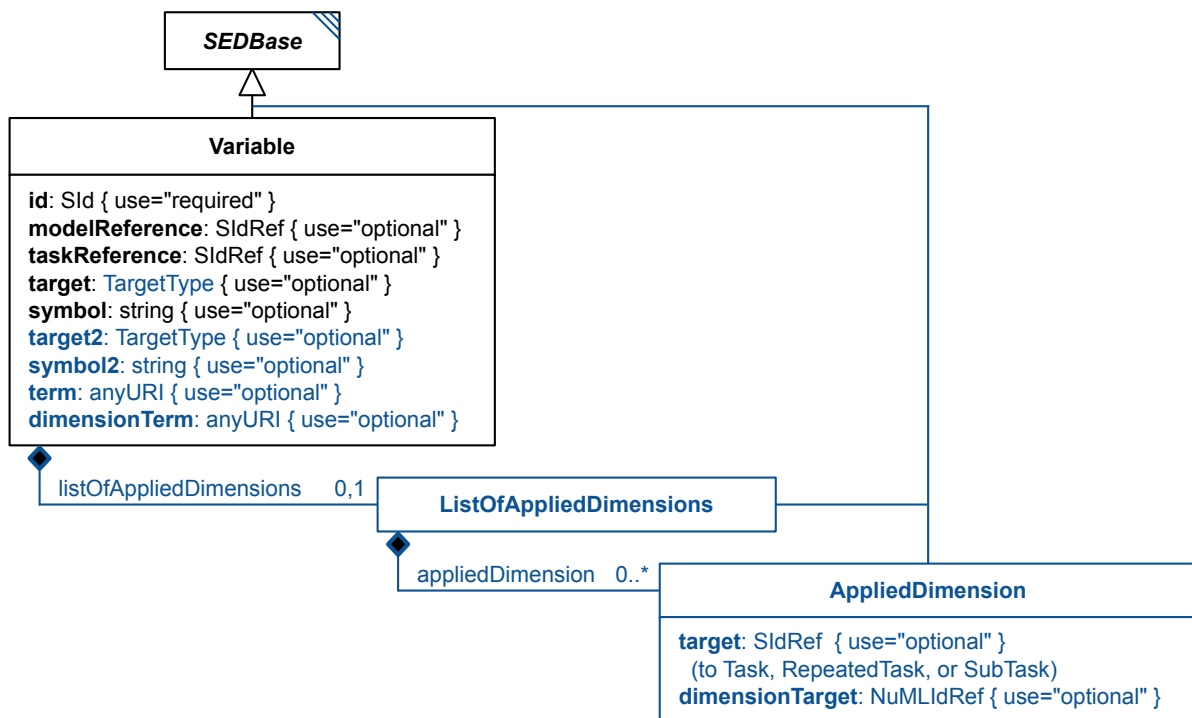 SEDBase
Variable
id: SId { use="required" }
modelReference: SIdRef { use="optional" }
taskReference: SIdRef { use="optional" }
target: TargetType { use="optional" }
symbol: string { use="optional" }
target2: TargetType { use="optional" }
symbol2: string { use="optional" }
term: anyURI { use="optional" }
dimensionTerm: anyURI { use="optional" }
listOfAppliedDimensions 0,1
ListOfAppliedDimensions
appliedDimension 0..*
AppliedDimension
target: SIdRef { use="optional" }
(to Task, RepeatedTask, or SubTask)
dimensionTarget: NuMLIdRef { use="optional" }